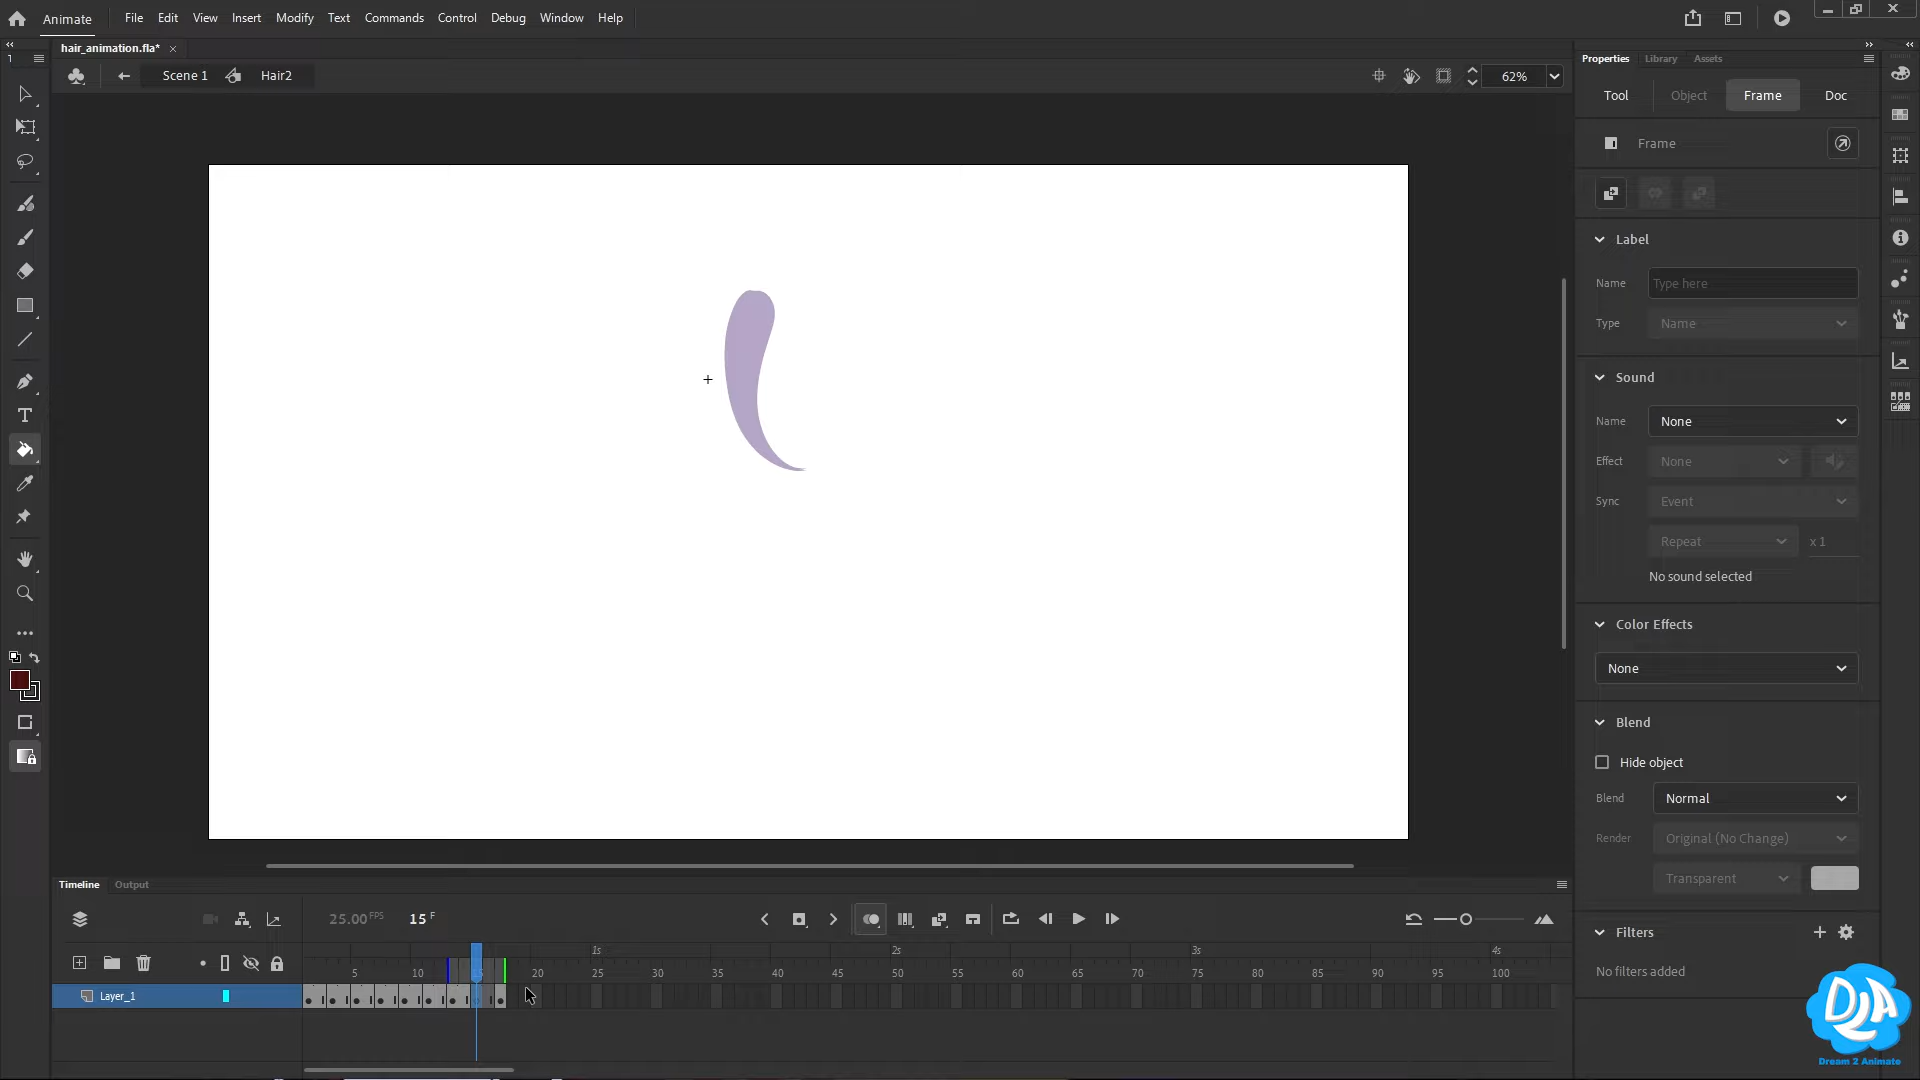 Animate
File Edit View Insert Modify Text Commands Control Debug Window Help
hair_animation.fla*
Scene 1 Hair2
62%
Properties Library Assets
Tool Object Frame Doc
Frame
Label
Name Type here
Type Name
Sound
Name None
Effect None
Sync Event
Repeat x 1
No sound selected
Color Effects
None
Blend
Hide object
Blend Normal
Render Original (No Change)
Transparent
Filters
No filters added
Timeline Output
25.00 FPS 15 F
1s 2s 3s 4s
5 10 15 20 25 30 35 40 45 50 55 60 65 70 75 80 85 90 95 100
Layer_1
D2A
Dream 2 Animate